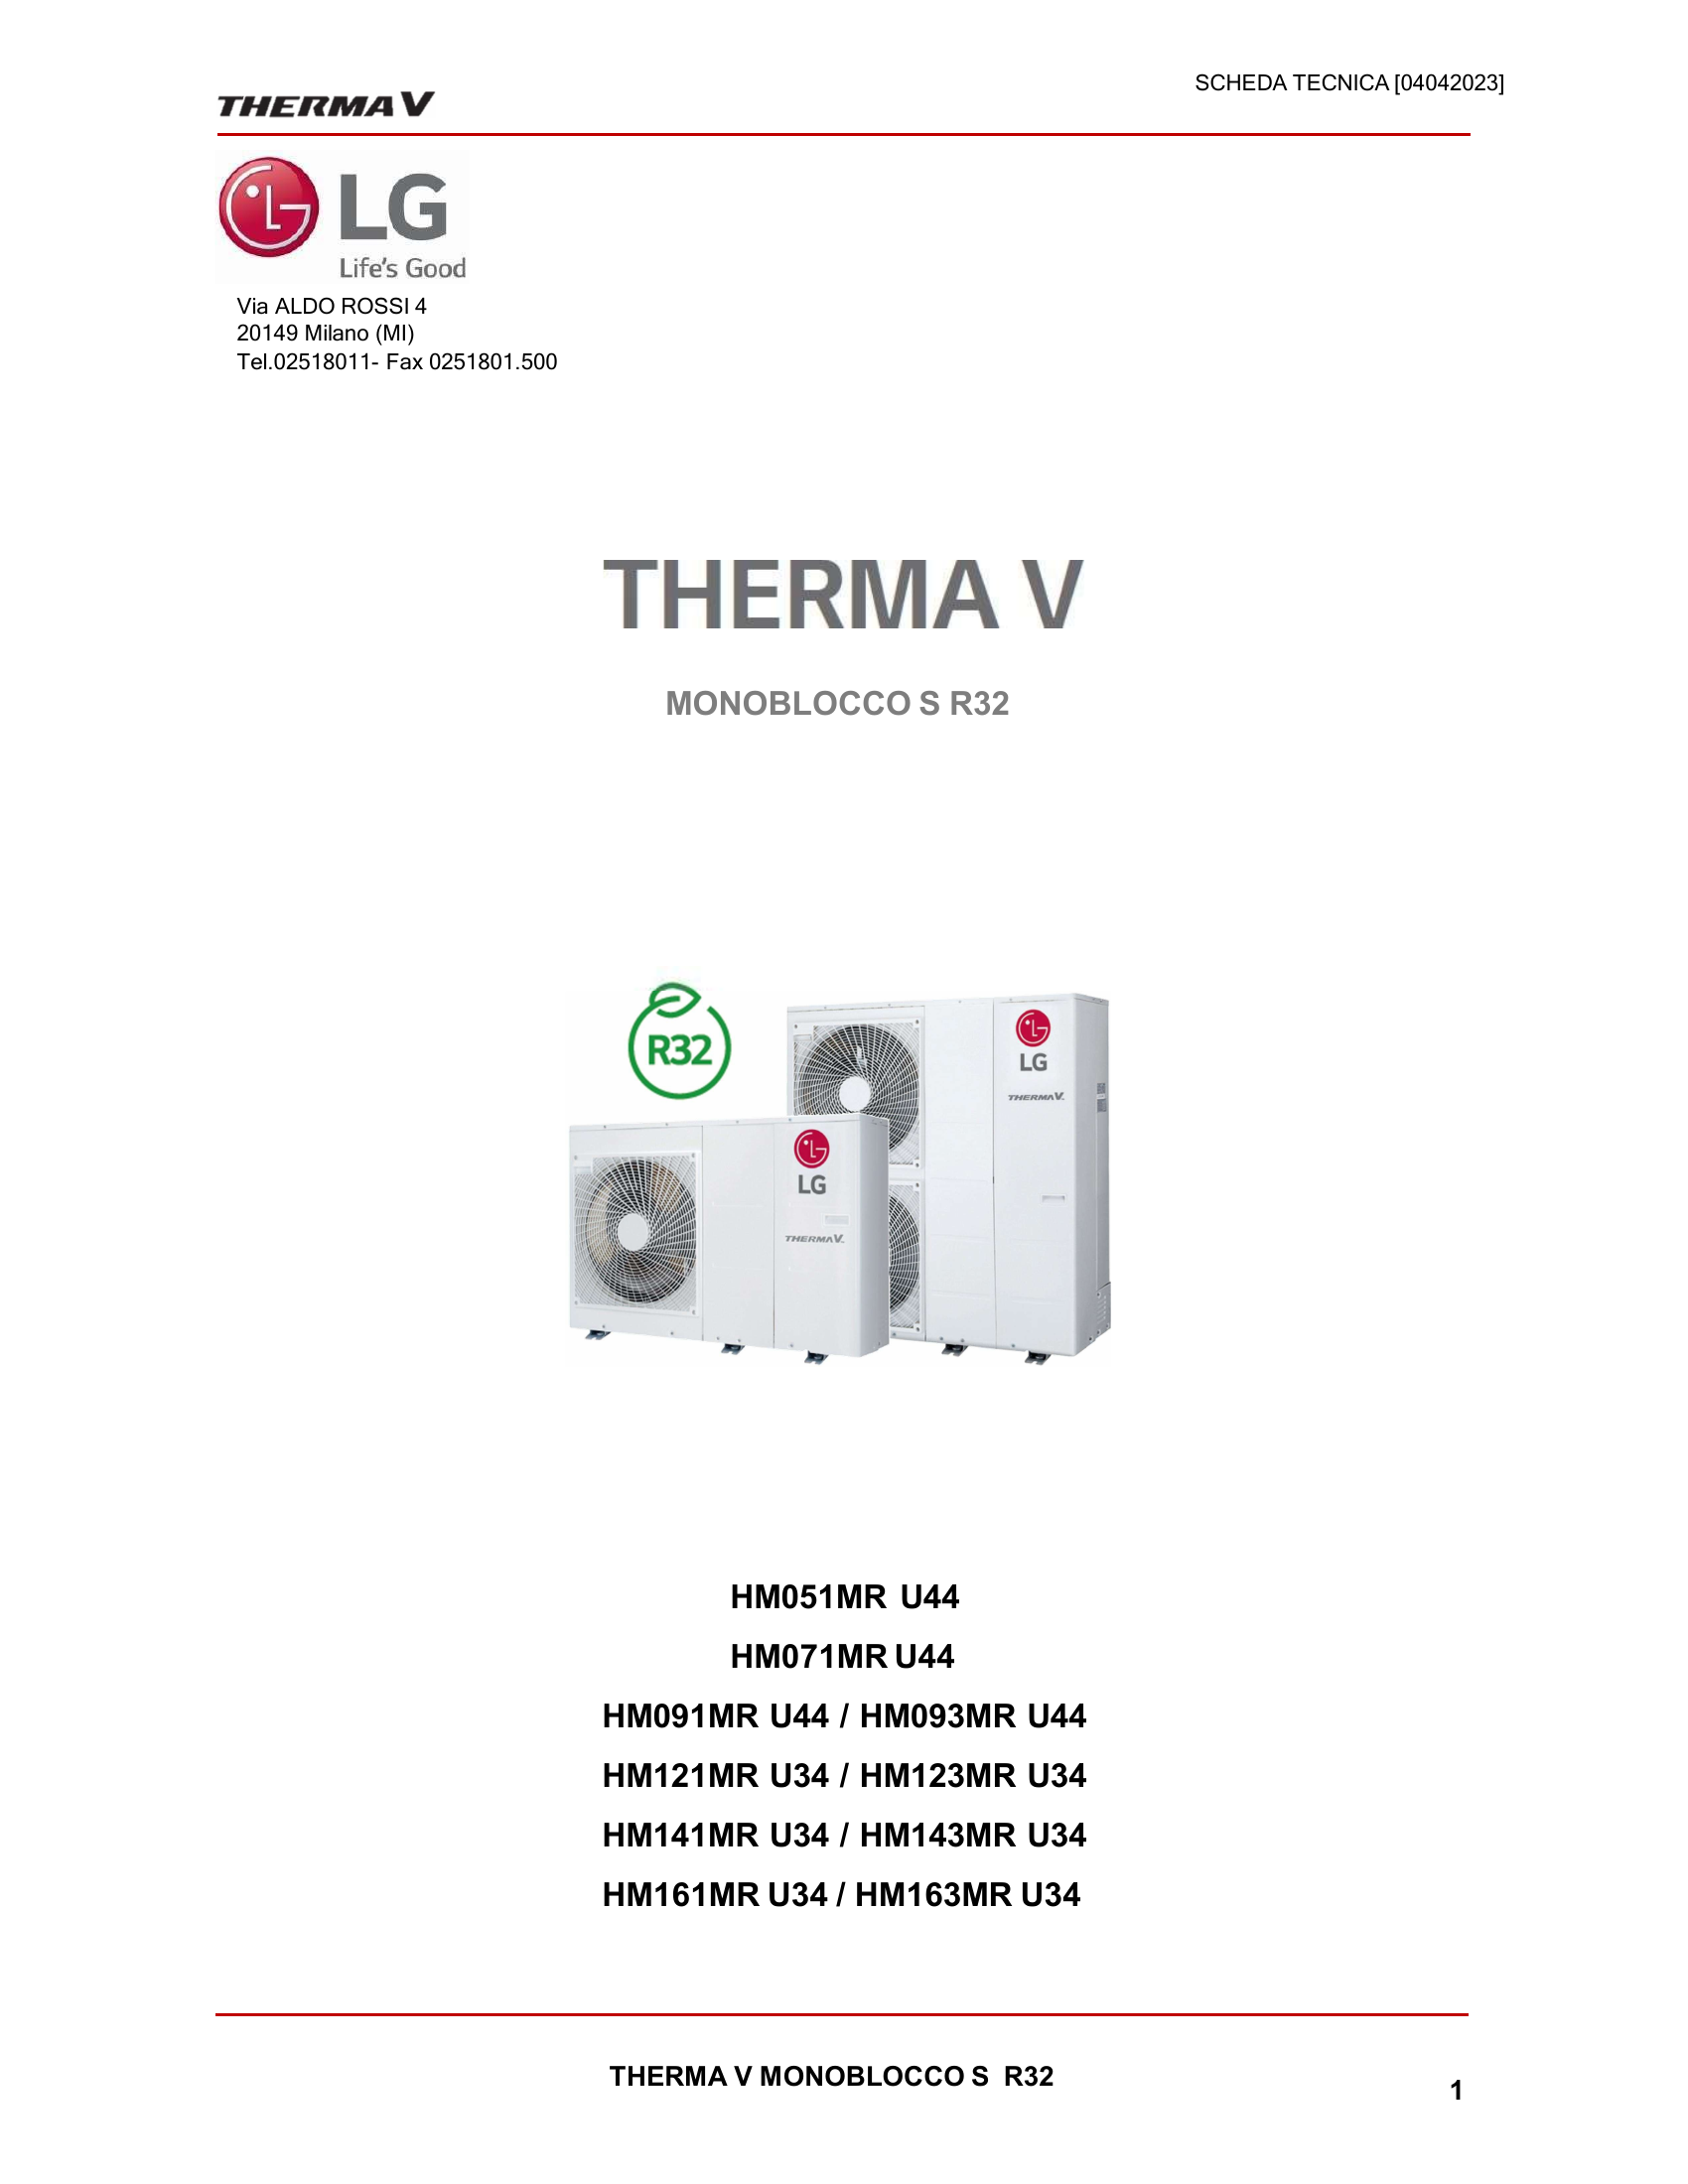 SCHEDA TECNICA [04042023]
THERMA V
LG
Life's Good
Via ALDO ROSSI 4
20149 Milano (MI)
Tel.02518011- Fax 0251801.500
THERMA V
MONOBLOCCO S R32
R32
LG
THERMA V
LG
THERMA V
HM051MR U44
HM071MR U44
HM091MR U44 / HM093MR U44
HM121MR U34 / HM123MR U34
HM141MR U34 / HM143MR U34
HM161MR U34 / HM163MR U34
THERMA V MONOBLOCCO S R32
1